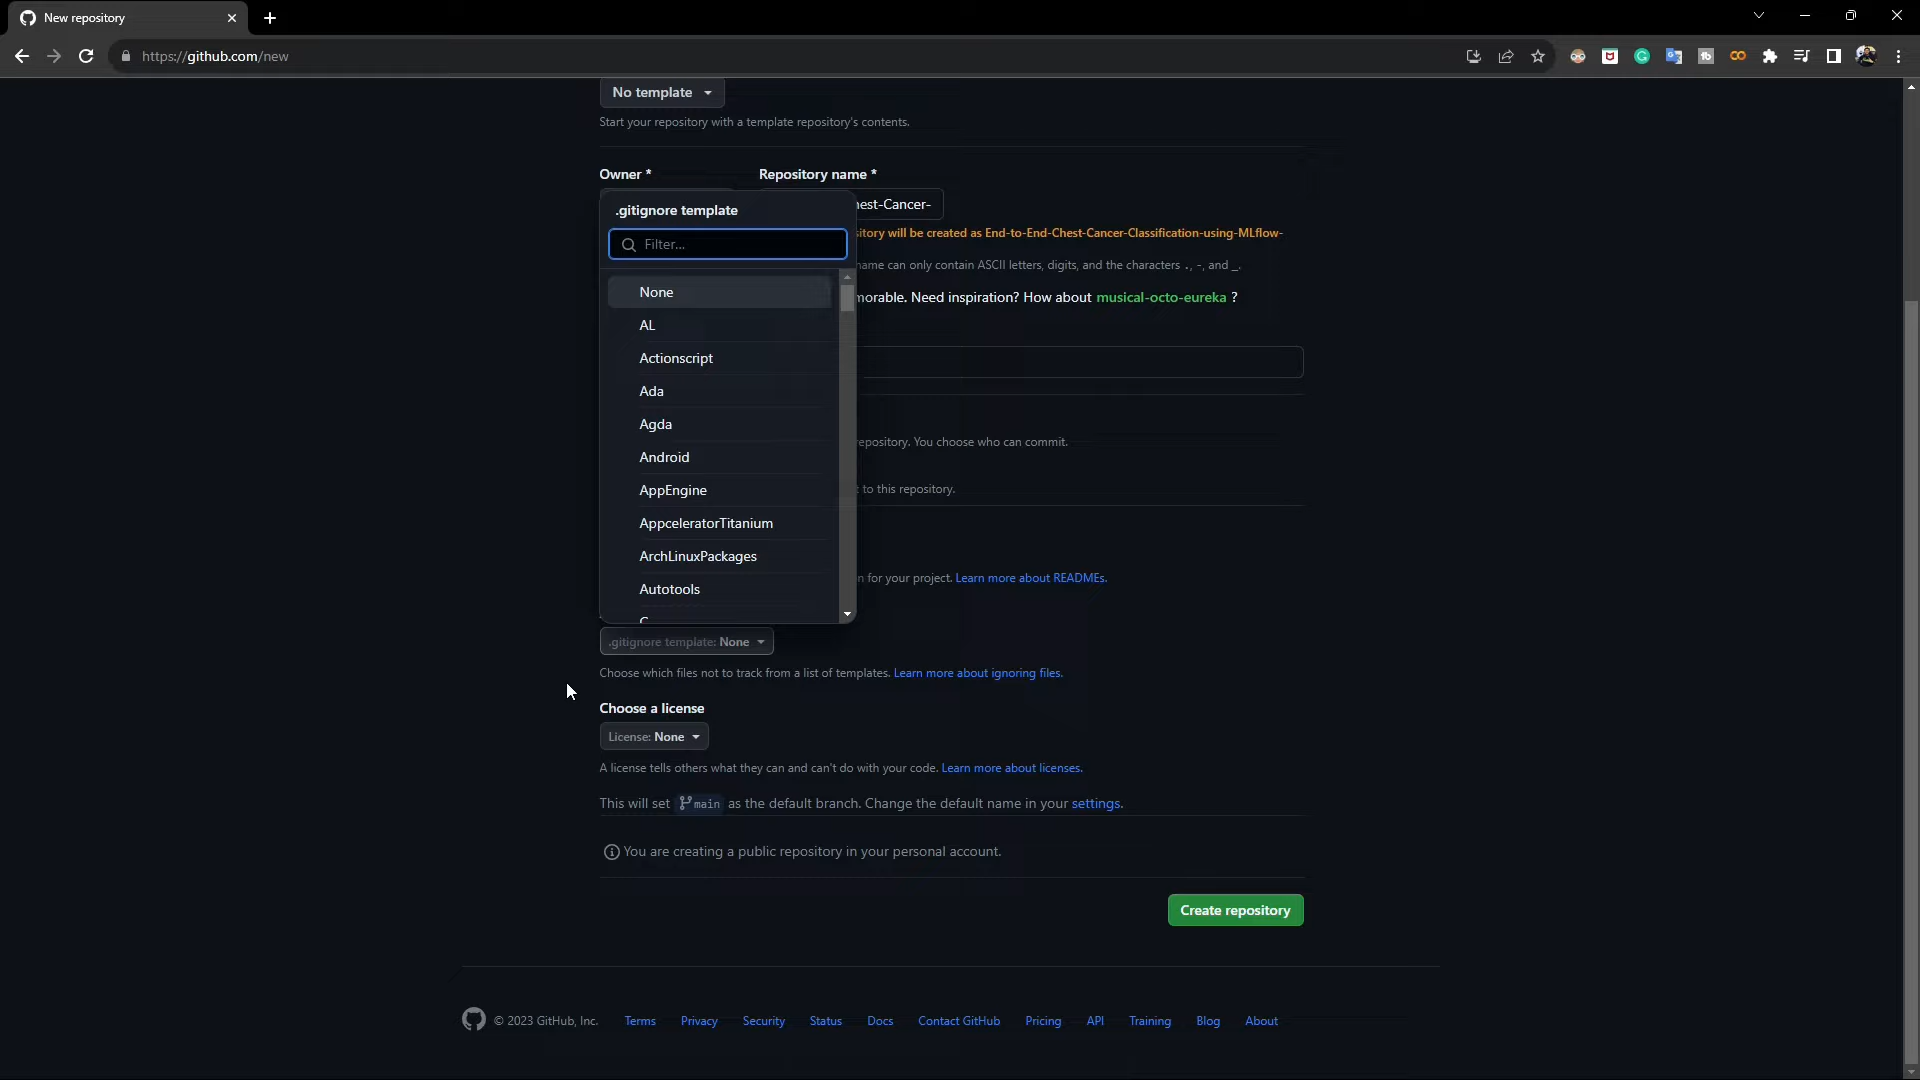 New repository
https://github.com/new
No template
Start your repository with a template repository's contents.
Owner *
Repository name *
.gitignore template
hest-Cancer-
Filter...
sitory will be created as End-to-End-Chest-Cancer-Classification-using-MLflow-
name can only contain ASCII letters, digits, and the characters ., -, and _.
None
morable. Need inspiration? How about musical-octo-eureka ?
AL
Actionscript
Ada
Agda
repository. You choose who can commit.
Android
AppEngine
t to this repository.
AppceleratorTitanium
ArchLinuxPackages
n for your project. Learn more about READMEs.
Autotools
.gitignore template: None
Choose which files not to track from a list of templates. Learn more about ignoring files.
Choose a license
License: None
A license tells others what they can and can't do with your code. Learn more about licenses.
This will set main as the default branch. Change the default name in your settings.
You are creating a public repository in your personal account.
Create repository
© 2023 GitHub, Inc. Terms Privacy Security Status Docs Contact GitHub Pricing API Training Blog About